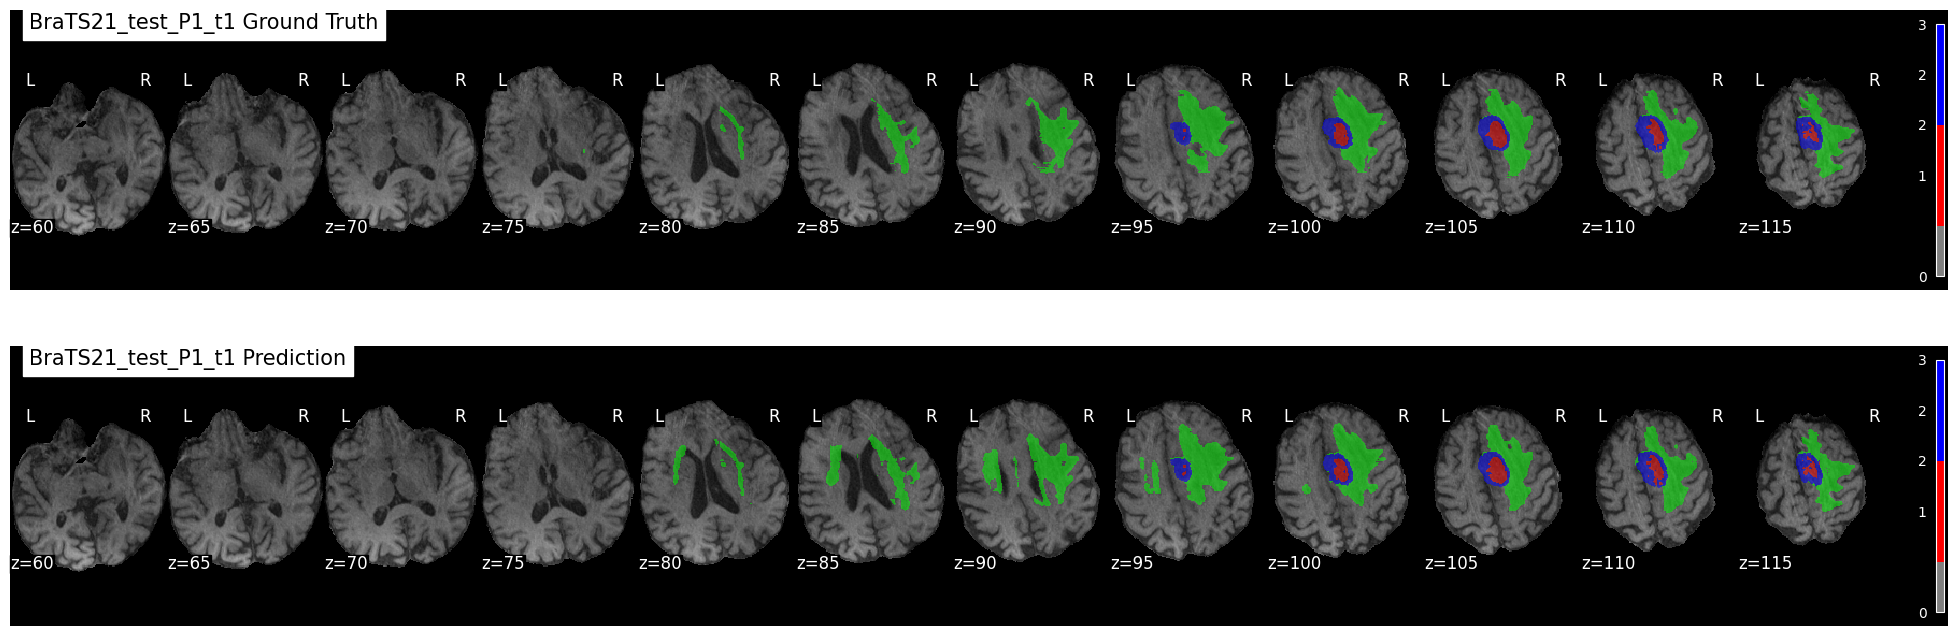 BraTS21_test_P1_t1 Ground Truth
L R L R L R L R L R L R L R L R L R L R L R L R
z=60 z=65 z=70 z=75 z=80 z=85 z=90 z=95 z=100 z=105 z=110 z=115
3
2
2
1
0
BraTS21_test_P1_t1 Prediction
L R L R L R L R L R L R L R L R L R L R L R L R
z=60 z=65 z=70 z=75 z=80 z=85 z=90 z=95 z=100 z=105 z=110 z=115
3
2
2
1
0